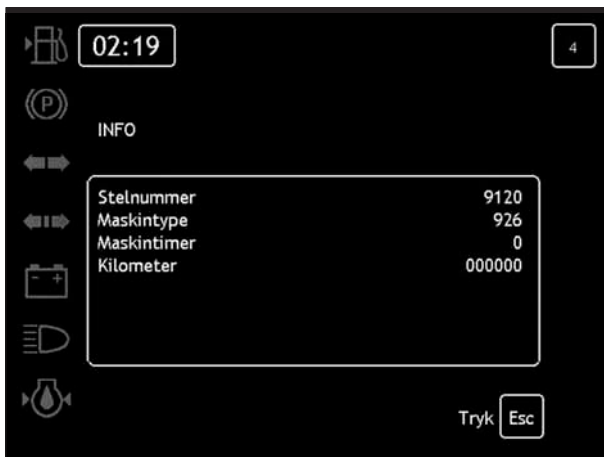 02:19
4
(P)
INFO
Stelnummer 9120
Maskintype 926
Maskintimer 0
Kilometer 000000
- +
Tryk Esc